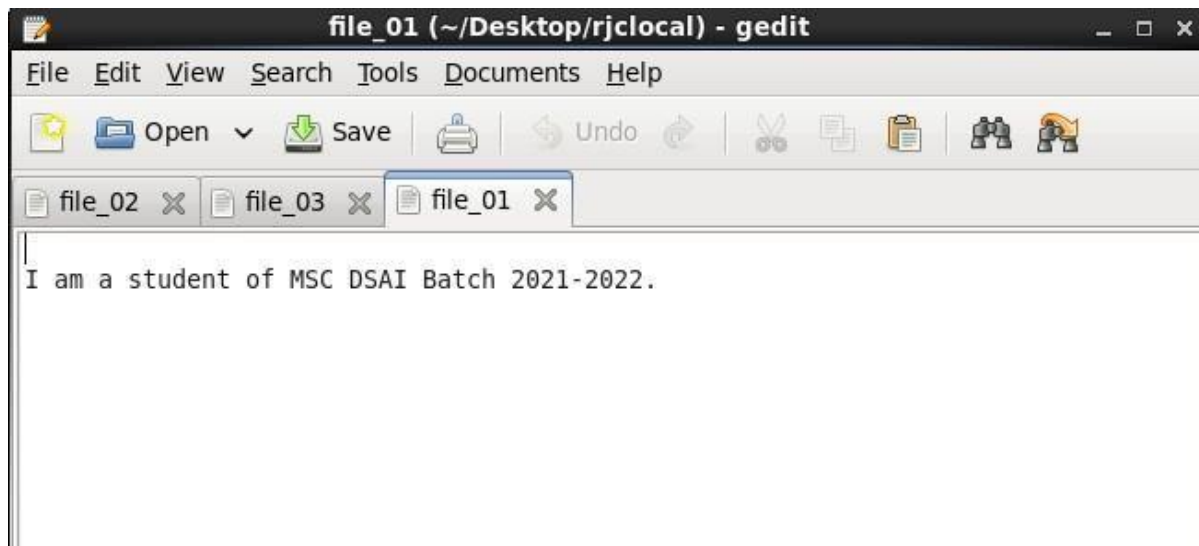 file_01 (~/Desktop/rjclocal) - gedit
File Edit View Search Tools Documents Help
Open Save Undo
file_02 file_03 file_01
I am a student of MSC DSAI Batch 2021-2022.